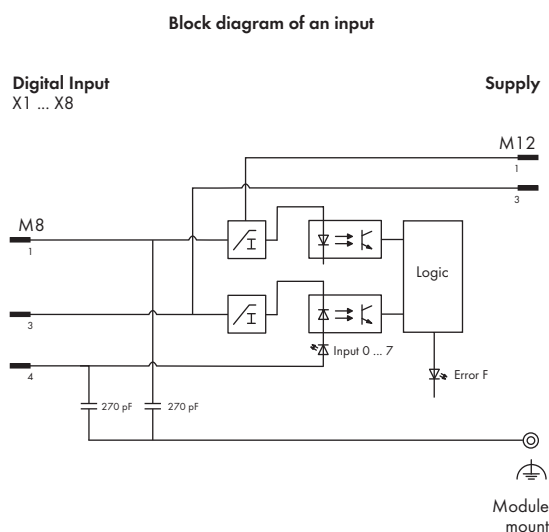 Block diagram of an input
Digital Input
X1 ... X8
Supply
M12
1
3
M8
1
Logic
3
Input 0 ... 7
4
Error F
270 pF
270 pF
Module
mount